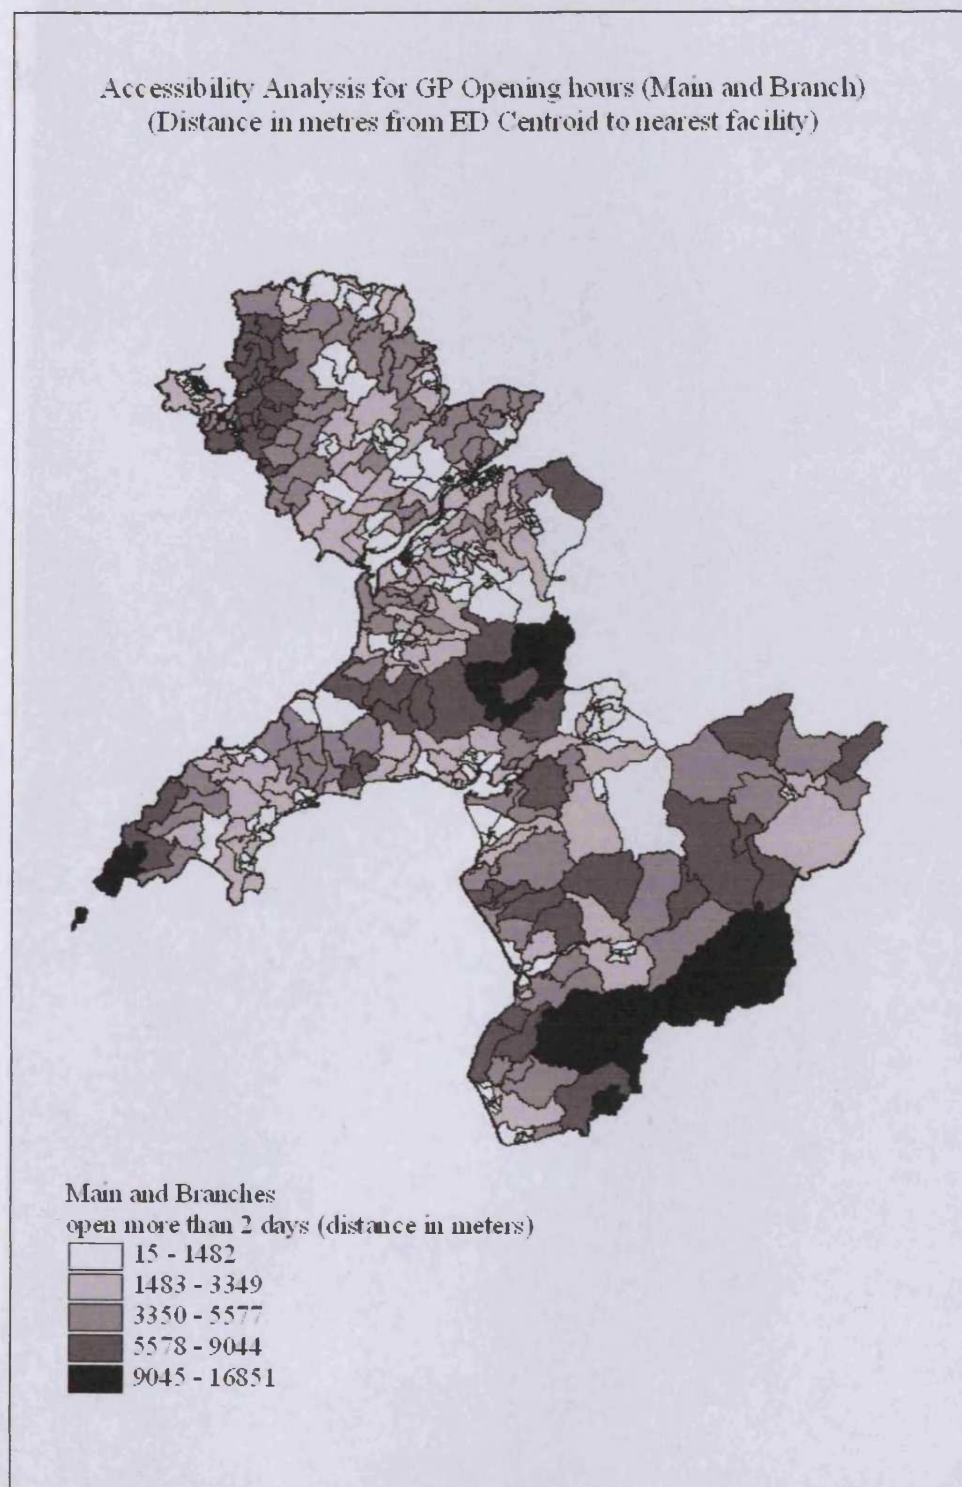 Accessibility Analysis for GP Opening hours (Main and Branch)
(Distance in metres from ED Centroid to nearest facility)
Main and Branches
open more than 2 days (distance in meters)
15 - 1482
1483 - 3349
3350 - 5577
5578 - 9044
9045 - 16851